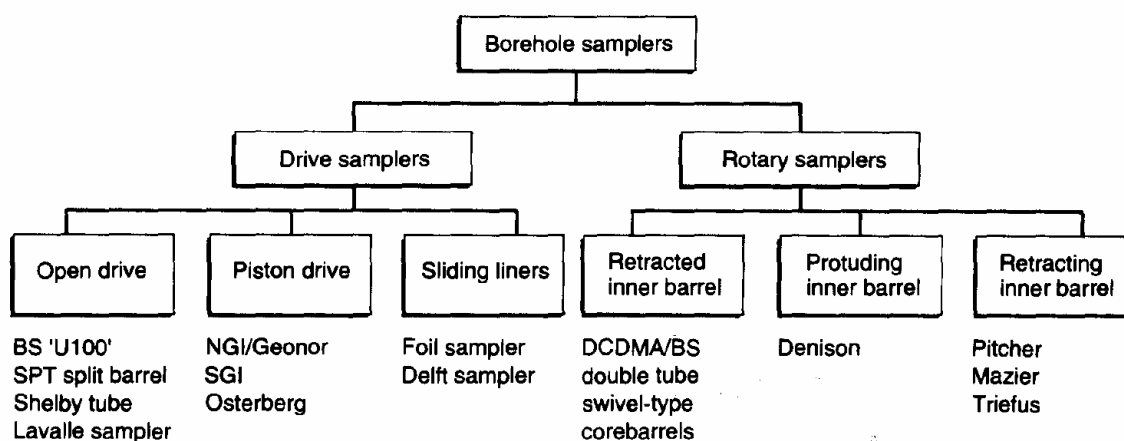 Borehole samplers
Drive samplers
Rotary samplers
Open drive
Piston drive
Sliding liners
Retracted
inner barrel
Protuding
inner barrel
Retracting
inner barrel
BS 'U100'
SPT split barrel
Shelby tube
Lavalle sampler
NGI/Geonor
SGI
Osterberg
Foil sampler
Delft sampler
DCDMA/BS
double tube
swivel-type
corebarrels
Denison
Pitcher
Mazier
Triefus